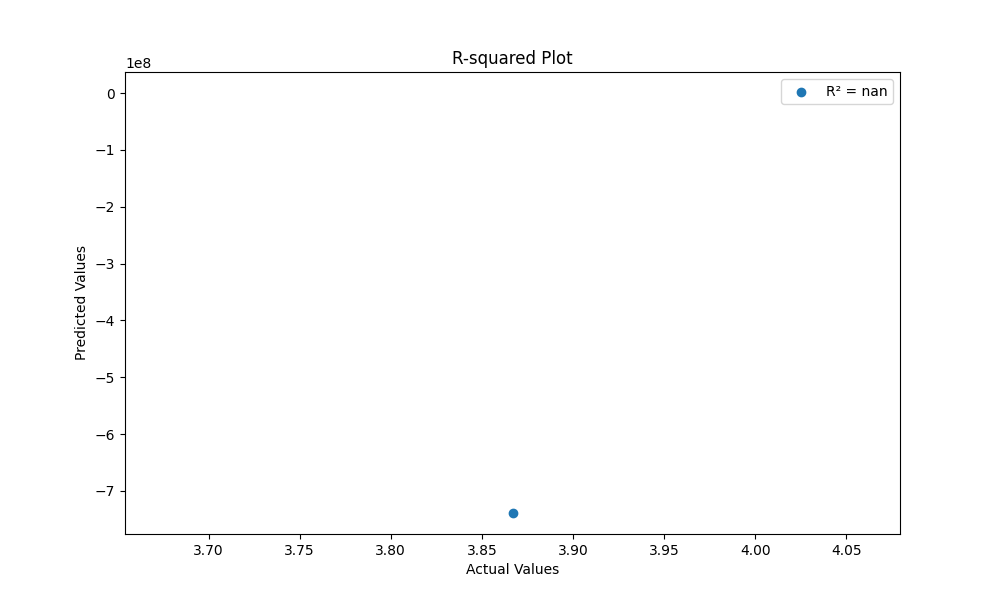 R-squared Plot
1e8
R² = nan
0
−1
−2
−3
−4
−5
−6
−7
Predicted Values
3.70 3.75 3.80 3.85 3.90 3.95 4.00 4.05
Actual Values